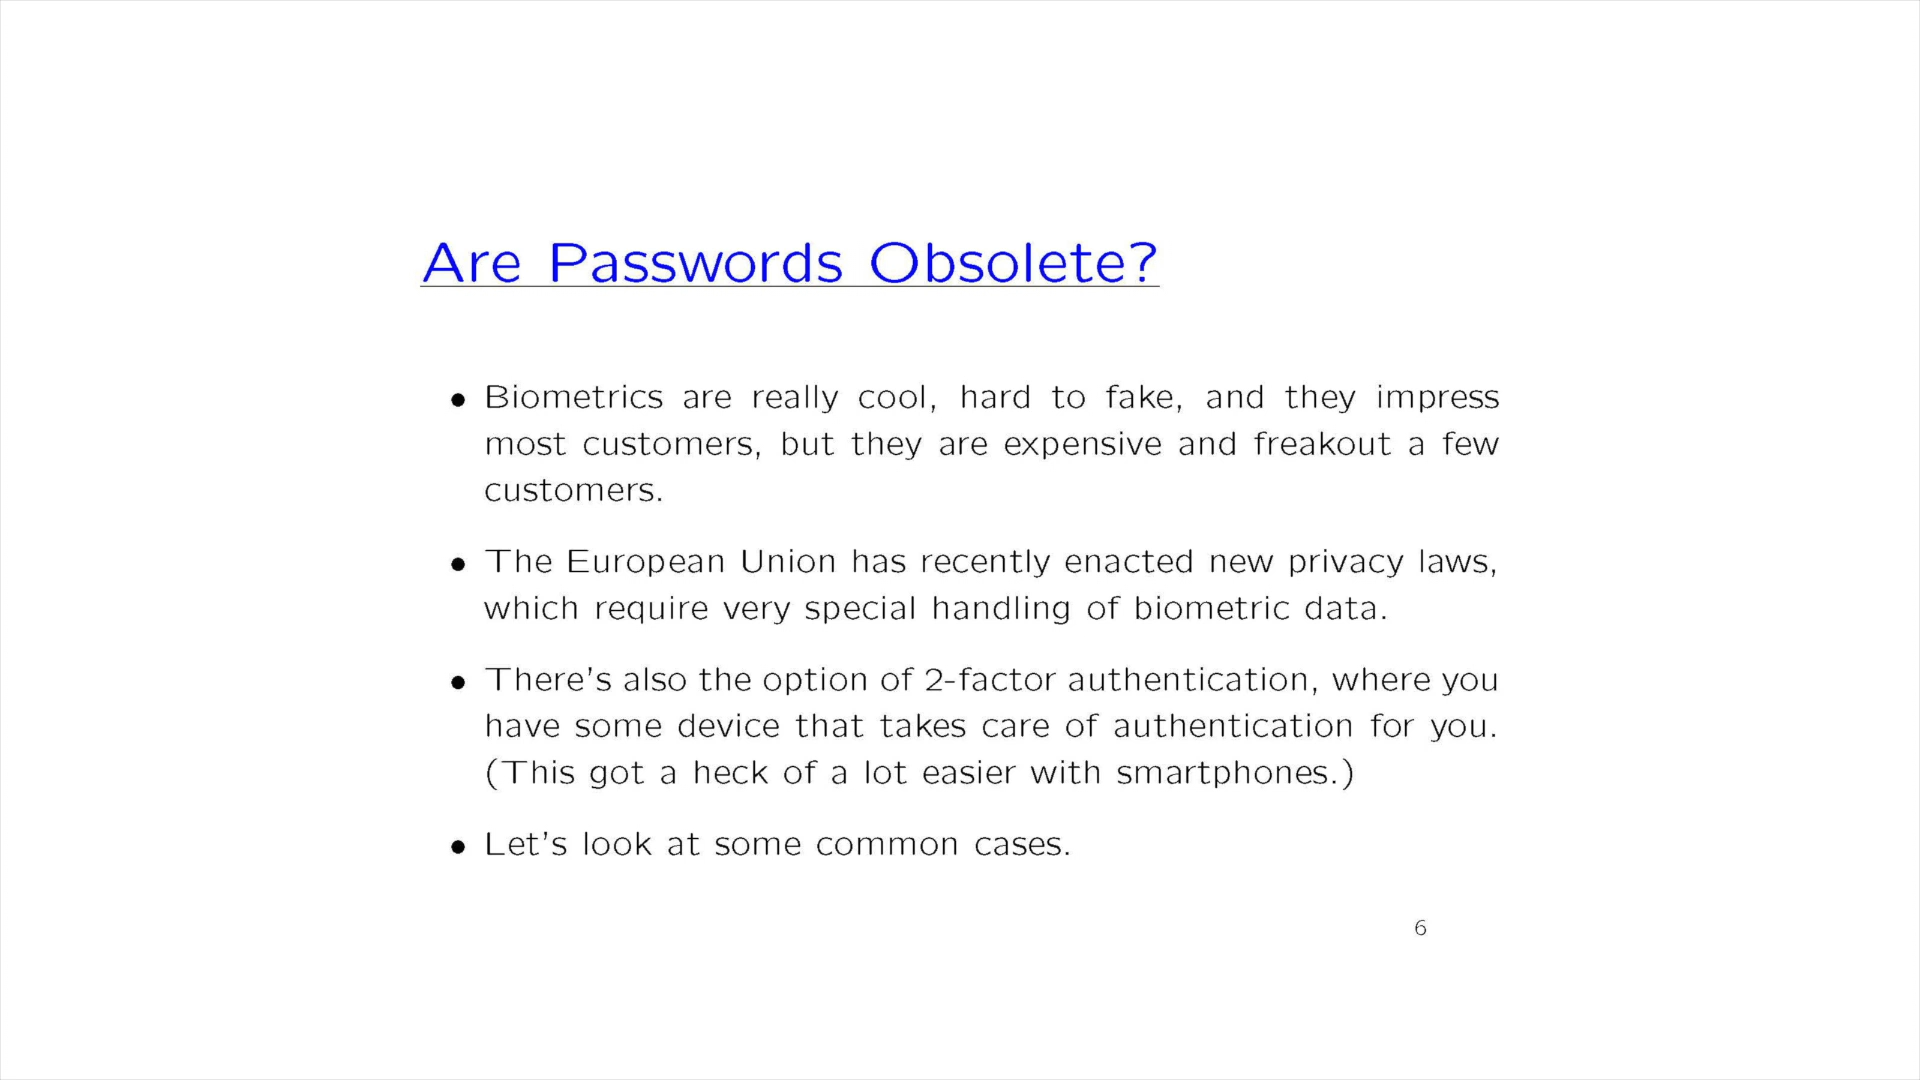 Are Passwords Obsolete?
• Biometrics are really cool, hard to fake, and they impress
most customers, but they are expensive and freakout a few
customers.
• The European Union has recently enacted new privacy laws,
which require very special handling of biometric data.
• There's also the option of 2-factor authentication, where you
have some device that takes care of authentication for you.
(This got a heck of a lot easier with smartphones.)
• Let's look at some common cases.
6